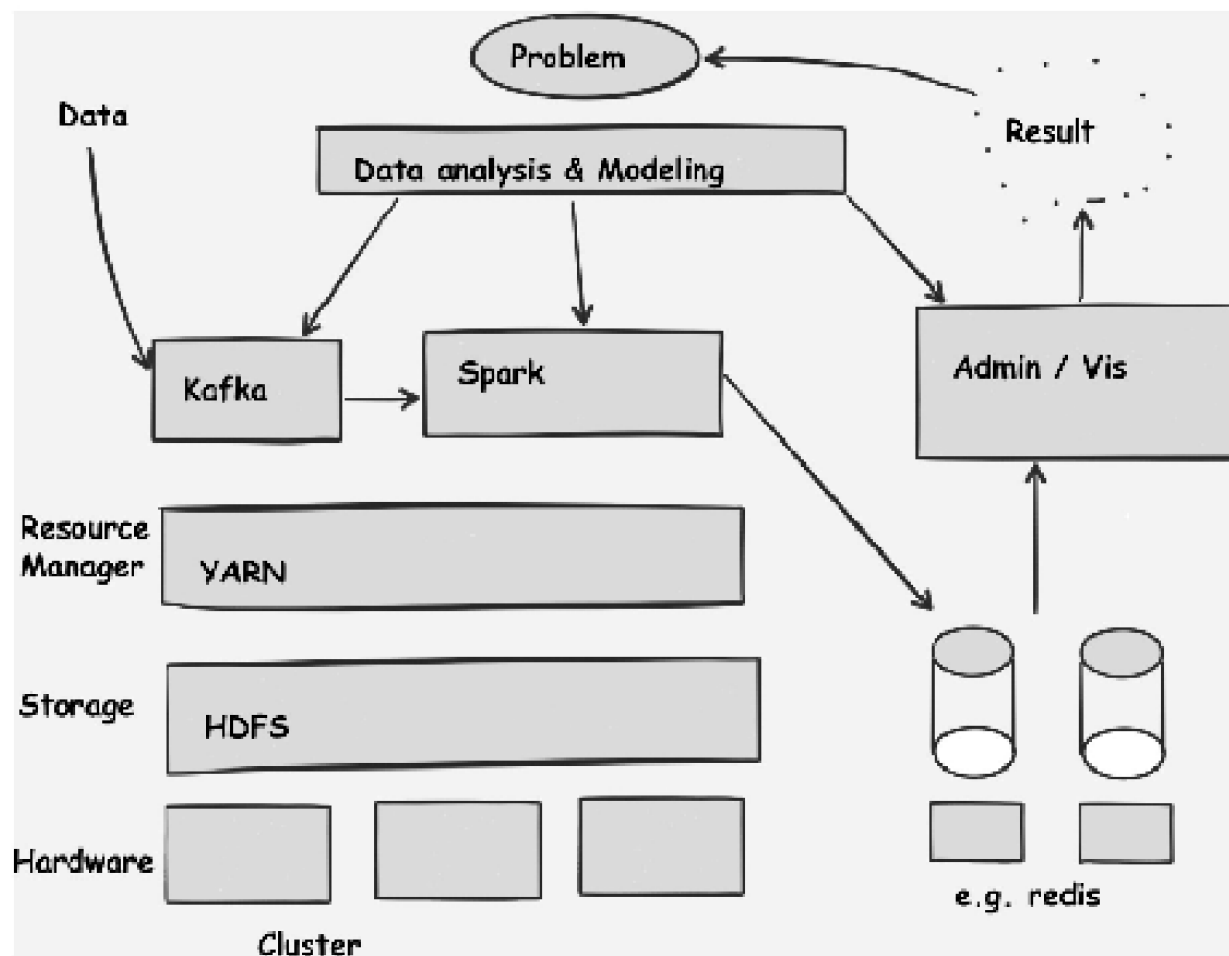 Problem
Data
Result
Data analysis & Modeling
Kafka
Spark
Admin / Vis
Resource
Manager
YARN
Storage
HDFS
Hardware
e.g. redis
Cluster